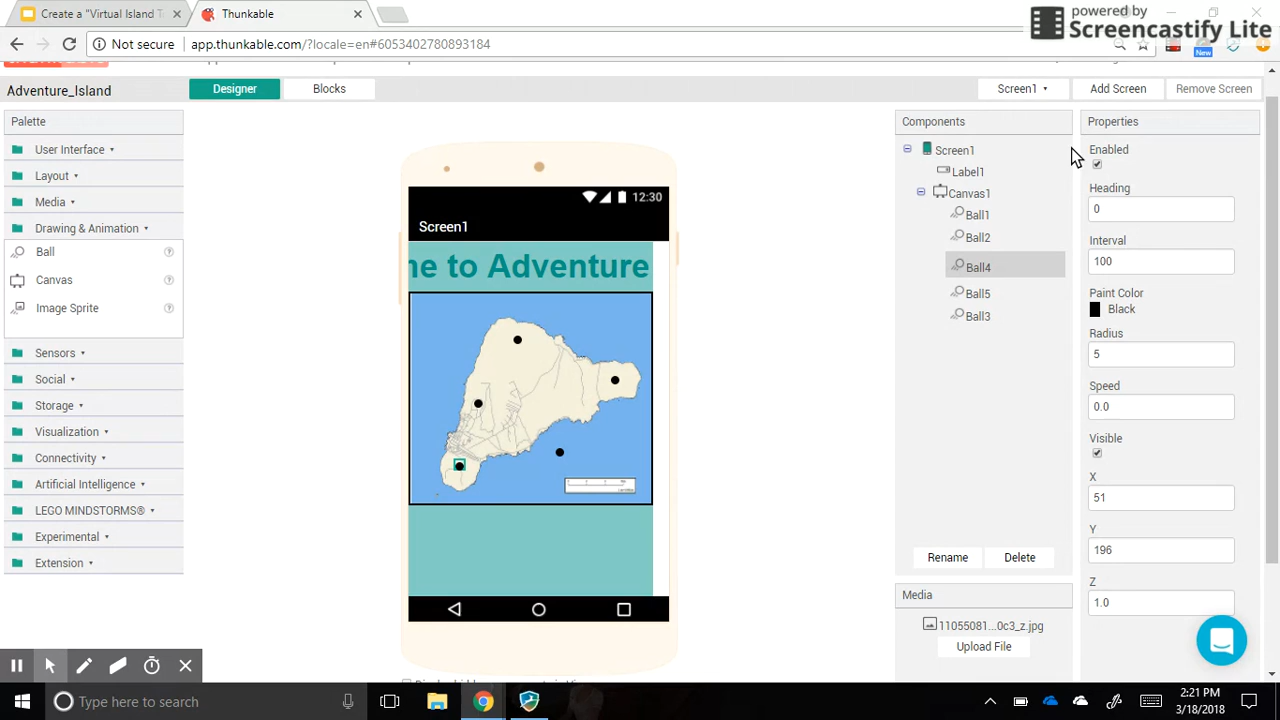 Create a "Virtual Island T
Thunkable
powered by
Screencastify Lite
Not secure
app.thunkable.com/?locale=en#6053402780893184
New
Adventure_Island
Designer
Blocks
Screen1
Add Screen
Remove Screen
Palette
User Interface
Layout
Media
Drawing & Animation
Ball
Canvas
Image Sprite
Sensors
Social
Storage
Visualization
Connectivity
Artificial Intelligence
LEGO MINDSTORMS®
Experimental
Extension
12:30
Screen1
ne to Adventure
Components
Screen1
Label1
Canvas1
Ball1
Ball2
Ball4
Ball5
Ball3
Rename
Delete
Media
11055081...0c3_z.jpg
Upload File
Properties
Enabled
Heading
0
Interval
100
Paint Color
Black
Radius
5
Speed
0.0
Visible
X
51
Y
196
Z
1.0
Type here to search
2:21 PM
3/18/2018